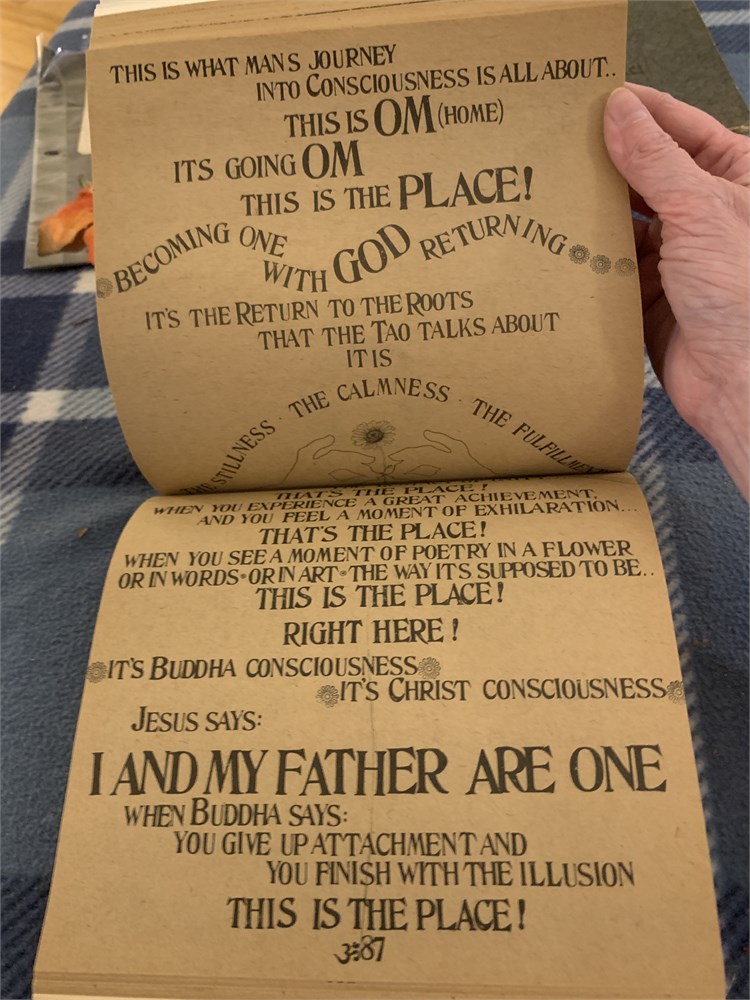 THIS IS WHAT MANS JOURNEY
INTO CONSCIOUSNESS IS ALL ABOUT..
THIS IS OM (HOME)
ITS GOING OM
THIS IS THE PLACE!
BECOMING ONE WITH GOD RETURNING
IT'S THE RETURN TO THE ROOTS
THAT THE TAO TALKS ABOUT
IT IS
THE STILLNESS · THE CALMNESS · THE FULFILLMENT
THAT'S THE PLACE!
WHEN YOU EXPERIENCE A GREAT ACHIEVEMENT,
AND YOU FEEL A MOMENT OF EXHILARATION...
THAT'S THE PLACE!
WHEN YOU SEE A MOMENT OF POETRY IN A FLOWER
OR IN WORDS·OR IN ART·THE WAY IT'S SUPPOSED TO BE..
THIS IS THE PLACE!
RIGHT HERE!
IT'S BUDDHA CONSCIOUSNESS
IT'S CHRIST CONSCIOUSNESS
JESUS SAYS:
I AND MY FATHER ARE ONE
WHEN BUDDHA SAYS:
YOU GIVE UP ATTACHMENT AND
YOU FINISH WITH THE ILLUSION
THIS IS THE PLACE!
ॐ87